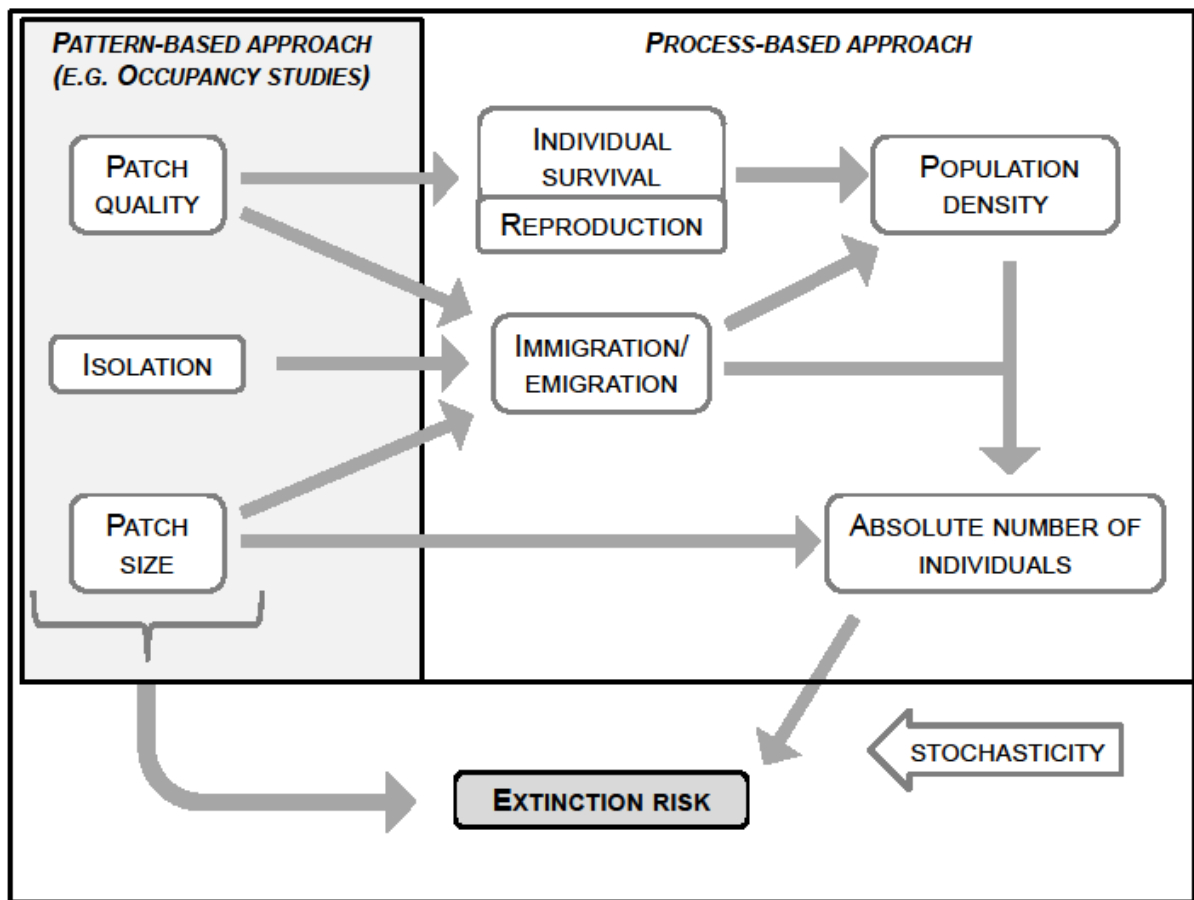 PATTERN-BASED APPROACH
(E.G. OCCUPANCY STUDIES)
PROCESS-BASED APPROACH
PATCH
QUALITY
INDIVIDUAL
SURVIVAL
REPRODUCTION
POPULATION
DENSITY
ISOLATION
IMMIGRATION/
EMIGRATION
PATCH
SIZE
ABSOLUTE NUMBER OF
INDIVIDUALS
STOCHASTICITY
EXTINCTION RISK